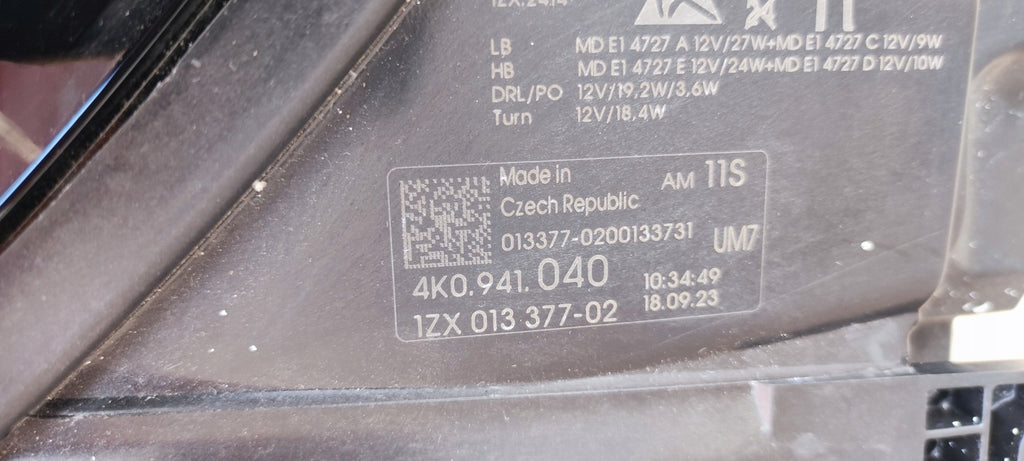 1ZX.2414
LB MD E1 4727 A 12V/27W+MD E1 4727 C 12V/9W
HB MD E1 4727 E 12V/24W+MD E1 4727 D 12V/10W
DRL/PO 12V/19,2W/3,6W
Turn 12V/18,4W
Made in AM 11S
Czech Republic
013377-0200133731 UM7
4K0.941.040 10:34:49
1ZX 013 377-02 18.09.23